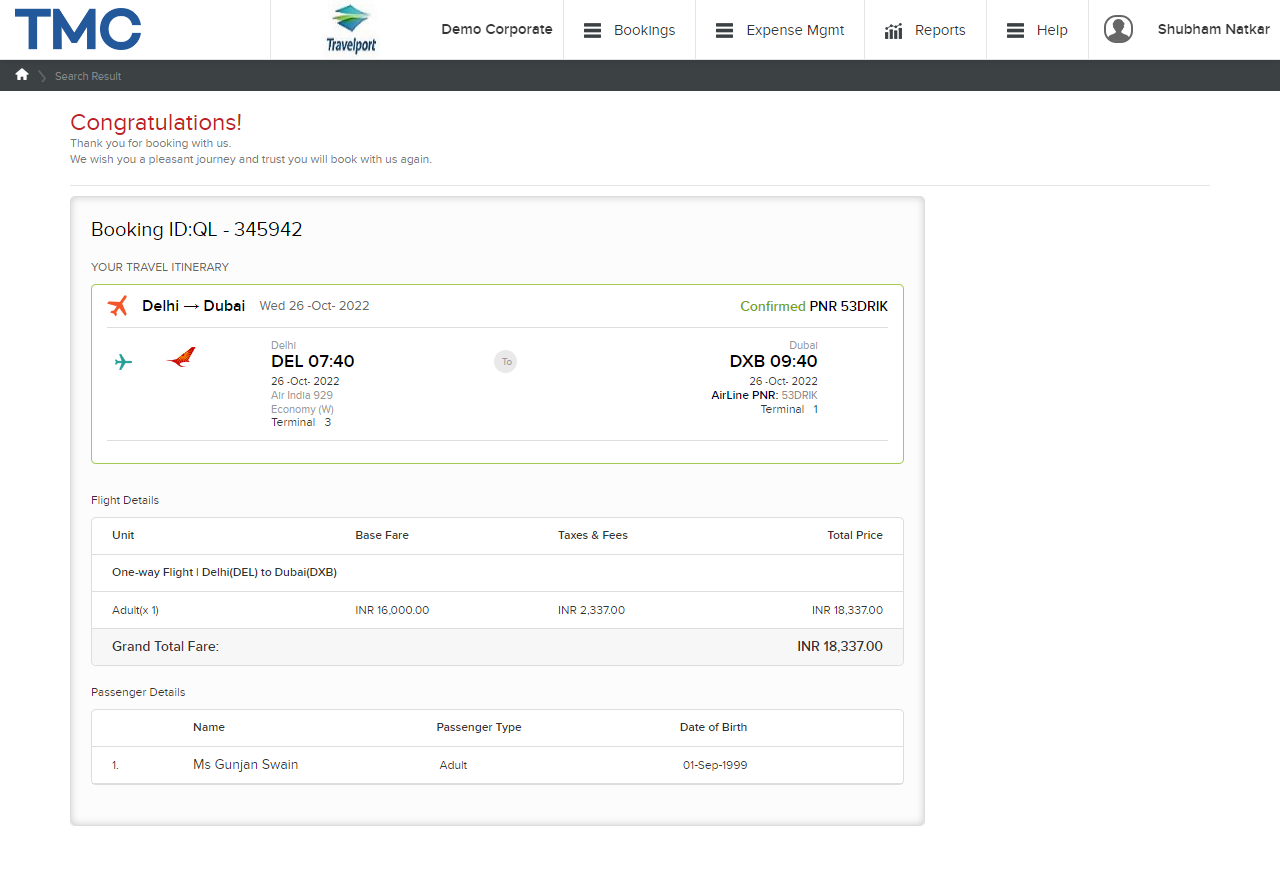 TMC
Travelport
Demo Corporate
Bookings
Expense Mgmt
Reports
Help
Shubham Natkar
Search Result
Congratulations!
Thank you for booking with us.
We wish you a pleasant journey and trust you will book with us again.
Booking ID:QL - 345942
YOUR TRAVEL ITINERARY
Delhi → Dubai Wed 26 -Oct- 2022 Confirmed PNR 53DRIK
Delhi Dubai
DEL 07:40 To DXB 09:40
26 -Oct- 2022 26 -Oct- 2022
Air India 929 AirLine PNR: 53DRIK
Economy (W) Terminal 1
Terminal 3
Flight Details
Unit Base Fare Taxes & Fees Total Price
One-way Flight | Delhi(DEL) to Dubai(DXB)
Adult(x 1) INR 16,000.00 INR 2,337.00 INR 18,337.00
Grand Total Fare: INR 18,337.00
Passenger Details
Name Passenger Type Date of Birth
1. Ms Gunjan Swain Adult 01-Sep-1999